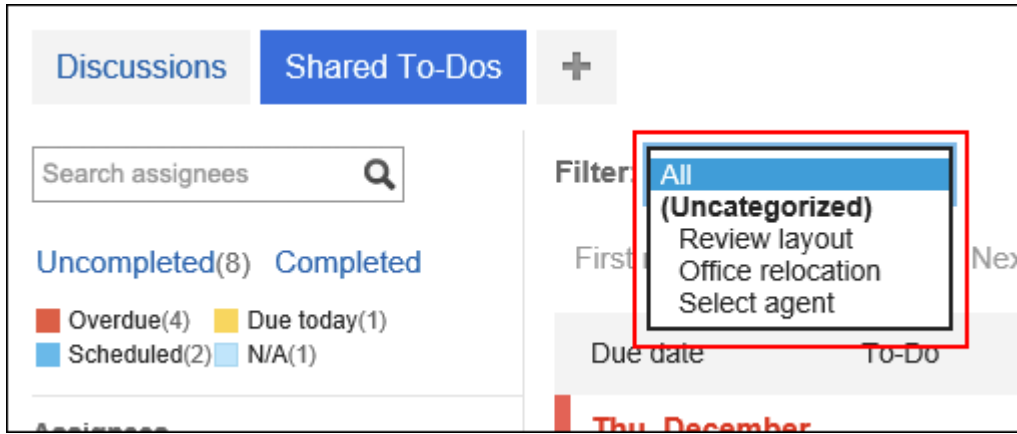 Discussions Shared To-Dos
Search assignees
Filter: All
(Uncategorized)
Review layout
Office relocation
Select agent
Uncompleted(8) Completed
First
Overdue(4) Due today(1)
Scheduled(2) N/A(1)
Due date To-Do
Thu, December